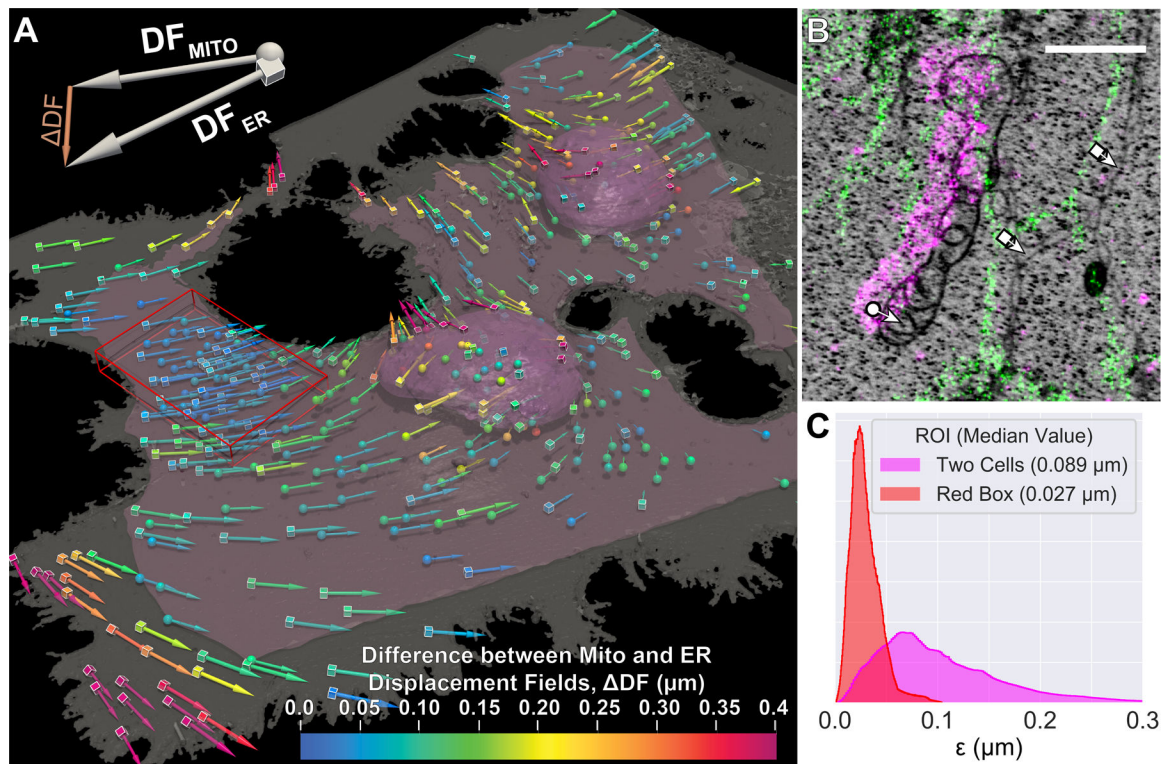 A
DF MITO
ΔDF
DF ER
Difference between Mito and ER
Displacement Fields, ΔDF (μm)
0.0 0.05 0.10 0.15 0.20 0.25 0.30 0.35 0.4
B
C
ROI (Median Value)
Two Cells (0.089 μm)
Red Box (0.027 μm)
0.0 0.1 0.2 0.3
ε (μm)